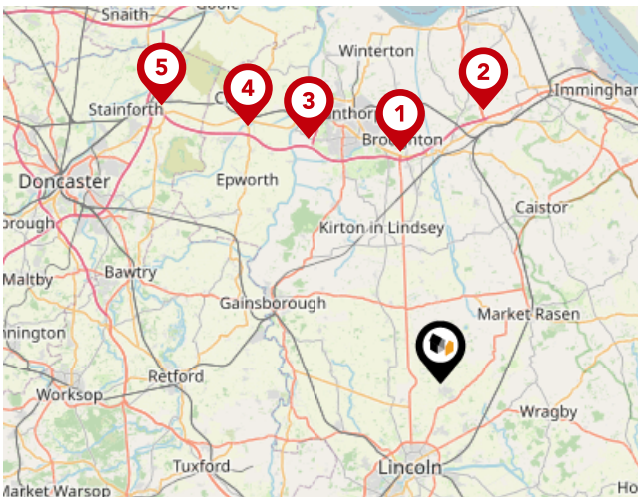 Snaith
5
2
Winterton
4
3
1
Immingham
Stainforth
Doncaster
Epworth
Caistor
Kirton in Lindsey
Maltby
Bawtry
Gainsborough
Market Rasen
Retford
Worksop
Wragby
Tuxford
Lincoln
Market Warsop